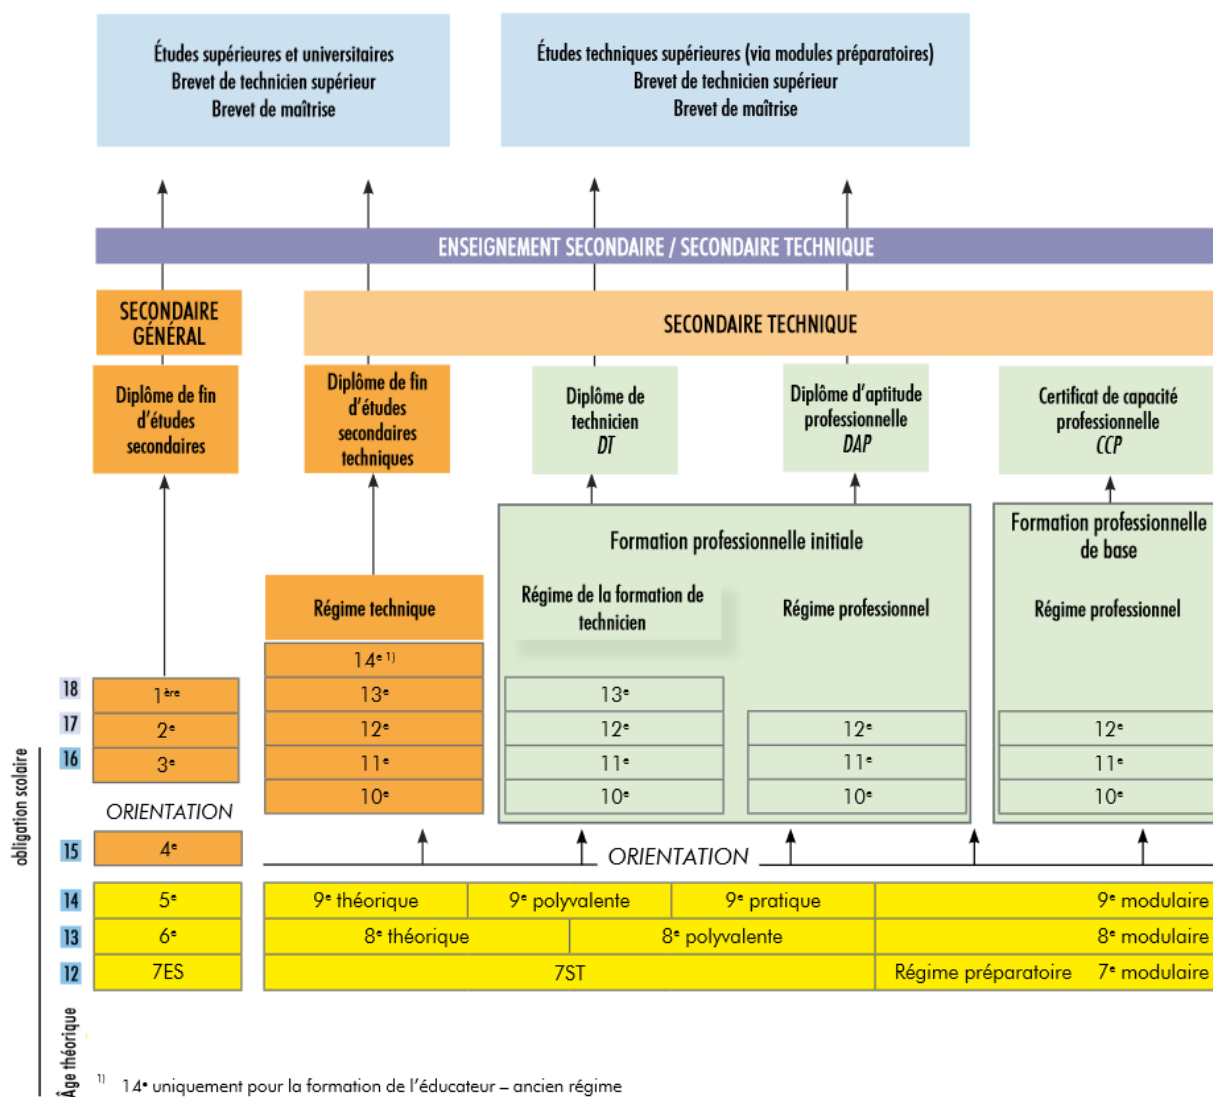 Études supérieures et universitaires
Brevet de technicien supérieur
Brevet de maîtrise
Études techniques supérieures (via modules préparatoires)
Brevet de technicien supérieur
Brevet de maîtrise
ENSEIGNEMENT SECONDAIRE / SECONDAIRE TECHNIQUE
SECONDAIRE
GÉNÉRAL
SECONDAIRE TECHNIQUE
Diplôme de fin
d'études
secondaires
Diplôme de fin
d'études
secondaires
techniques
Diplôme de
technicien
DT
Diplôme d'aptitude
professionnelle
DAP
Certificat de capacité
professionnelle
CCP
Formation professionnelle initiale
Formation professionnelle
de base
Régime technique
Régime de la formation de
technicien
Régime professionnel
Régime professionnel
14e 1)
18 1ère 13e 13e
17 2e 12e 12e 12e 12e
16 3e 11e 11e 11e 11e
10e 10e 10e 10e
ORIENTATION
15 4e
ORIENTATION
14 5e 9e théorique 9e polyvalente 9e pratique 9e modulaire
13 6e 8e théorique 8e polyvalente 8e modulaire
12 7ES 7ST Régime préparatoire 7e modulaire
obligation scolaire
Âge théorique
1) 14e uniquement pour la formation de l'éducateur – ancien régime